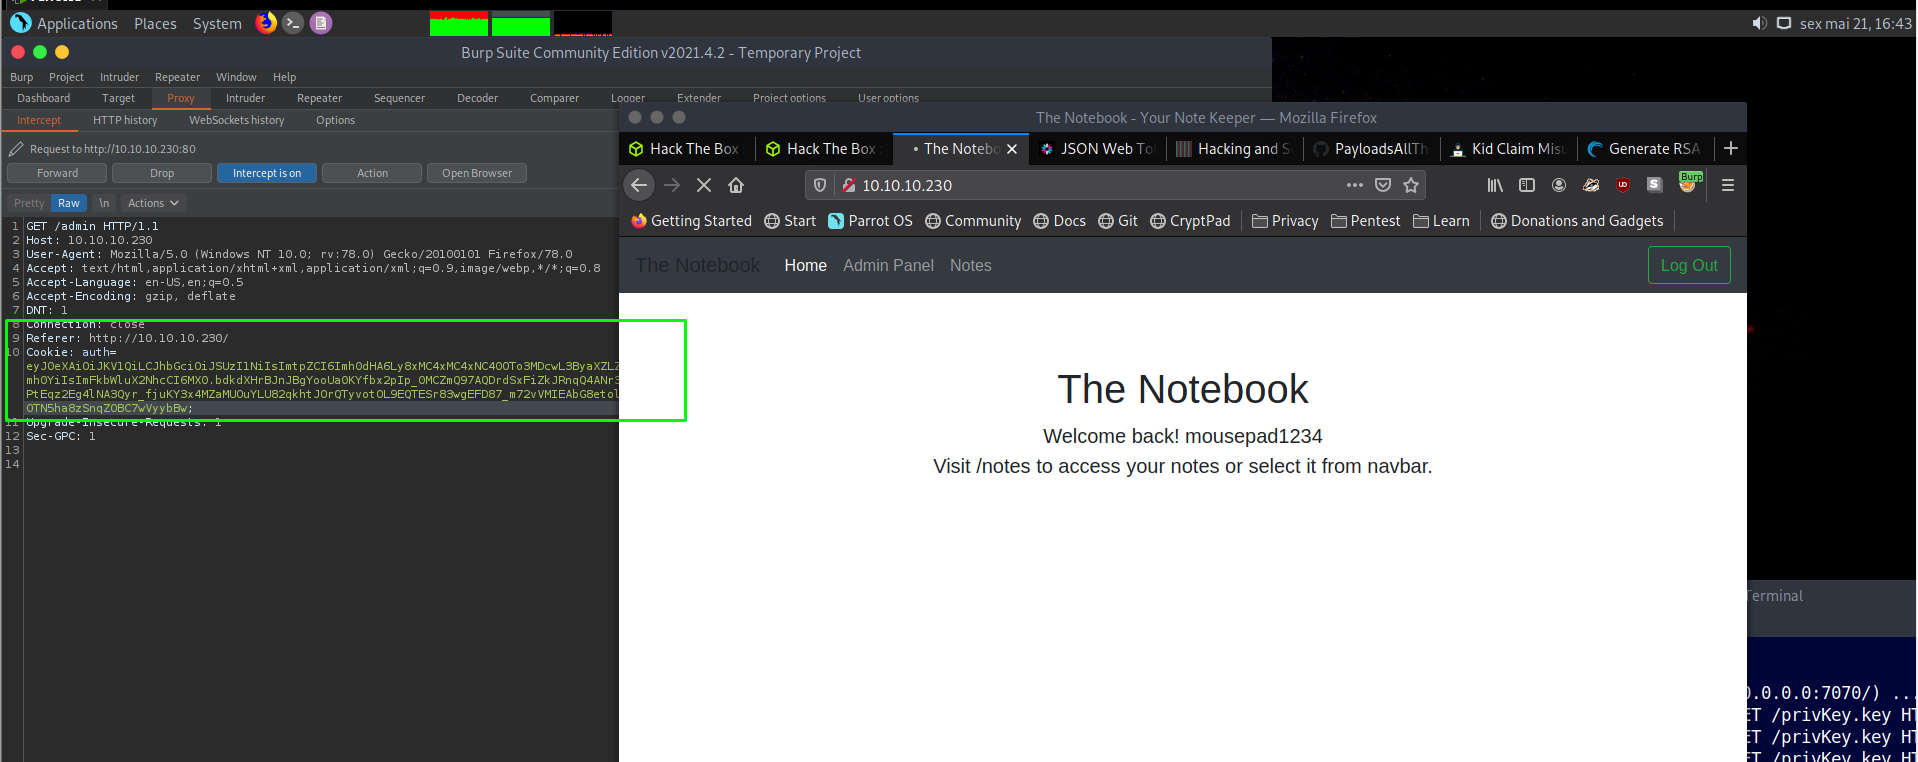 Applications Places System
sex mai 21, 16:43
Burp Suite Community Edition v2021.4.2 - Temporary Project
Burp Project Intruder Repeater Window Help
Dashboard Target Proxy Intruder Repeater Sequencer Decoder Comparer Logger Extender Project options User options
Intercept HTTP history WebSockets history Options
Request to http://10.10.10.230:80
Forward Drop Intercept is on Action Open Browser
Pretty Raw \n Actions
1 GET /admin HTTP/1.1
2 Host: 10.10.10.230
3 User-Agent: Mozilla/5.0 (Windows NT 10.0; rv:78.0) Gecko/20100101 Firefox/78.0
4 Accept: text/html,application/xhtml+xml,application/xml;q=0.9,image/webp,*/*;q=0.8
5 Accept-Language: en-US,en;q=0.5
6 Accept-Encoding: gzip, deflate
7 DNT: 1
8 Connection: close
9 Referer: http://10.10.10.230/
10 Cookie: auth=
OTN5ha8zSnqZOBC7wVyybBw;
11 Upgrade-Insecure-Requests: 1
12 Sec-GPC: 1
13
14
The Notebook - Your Note Keeper — Mozilla Firefox
Hack The Box Hack The Box The Notebo JSON Web To Hacking and S PayloadsAllTh Kid Claim Misu Generate RSA
10.10.10.230
Burp
Getting Started Start Parrot OS Community Docs Git CryptPad Privacy Pentest Learn Donations and Gadgets
The Notebook Home Admin Panel Notes Log Out
The Notebook
Welcome back! mousepad1234
Visit /notes to access your notes or select it from navbar.
Terminal
0.0.0.0:7070/) ...
ET /privKey.key HT
ET /privKey.key HT
ET /privKey.key HT